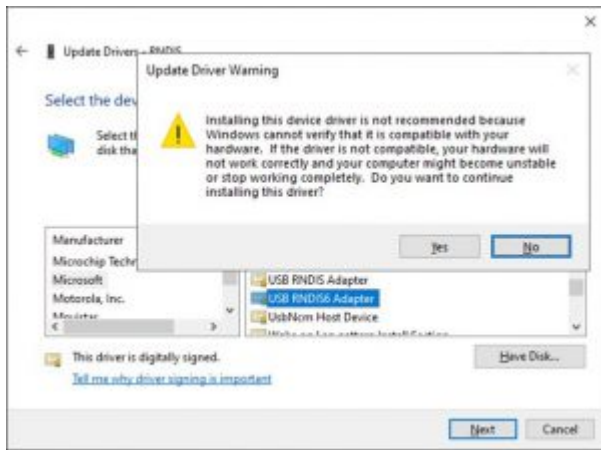 Update Drivers - RNDIS
Update Driver Warning
Select the dev
Installing this device driver is not recommended because
Windows cannot verify that it is compatible with your
hardware. If the driver is not compatible, your hardware will
not work correctly and your computer might become unstable
or stop working completely. Do you want to continue
installing this driver?
Select th
disk tha
Yes
No
Manufacturer
Microchip Techn
Microsoft
Motorola, Inc.
Movistar
USB RNDIS Adapter
USB RNDIS6 Adapter
UsbNcm Host Device
This driver is digitally signed.
Have Disk...
Tell me why driver signing is important
Next
Cancel